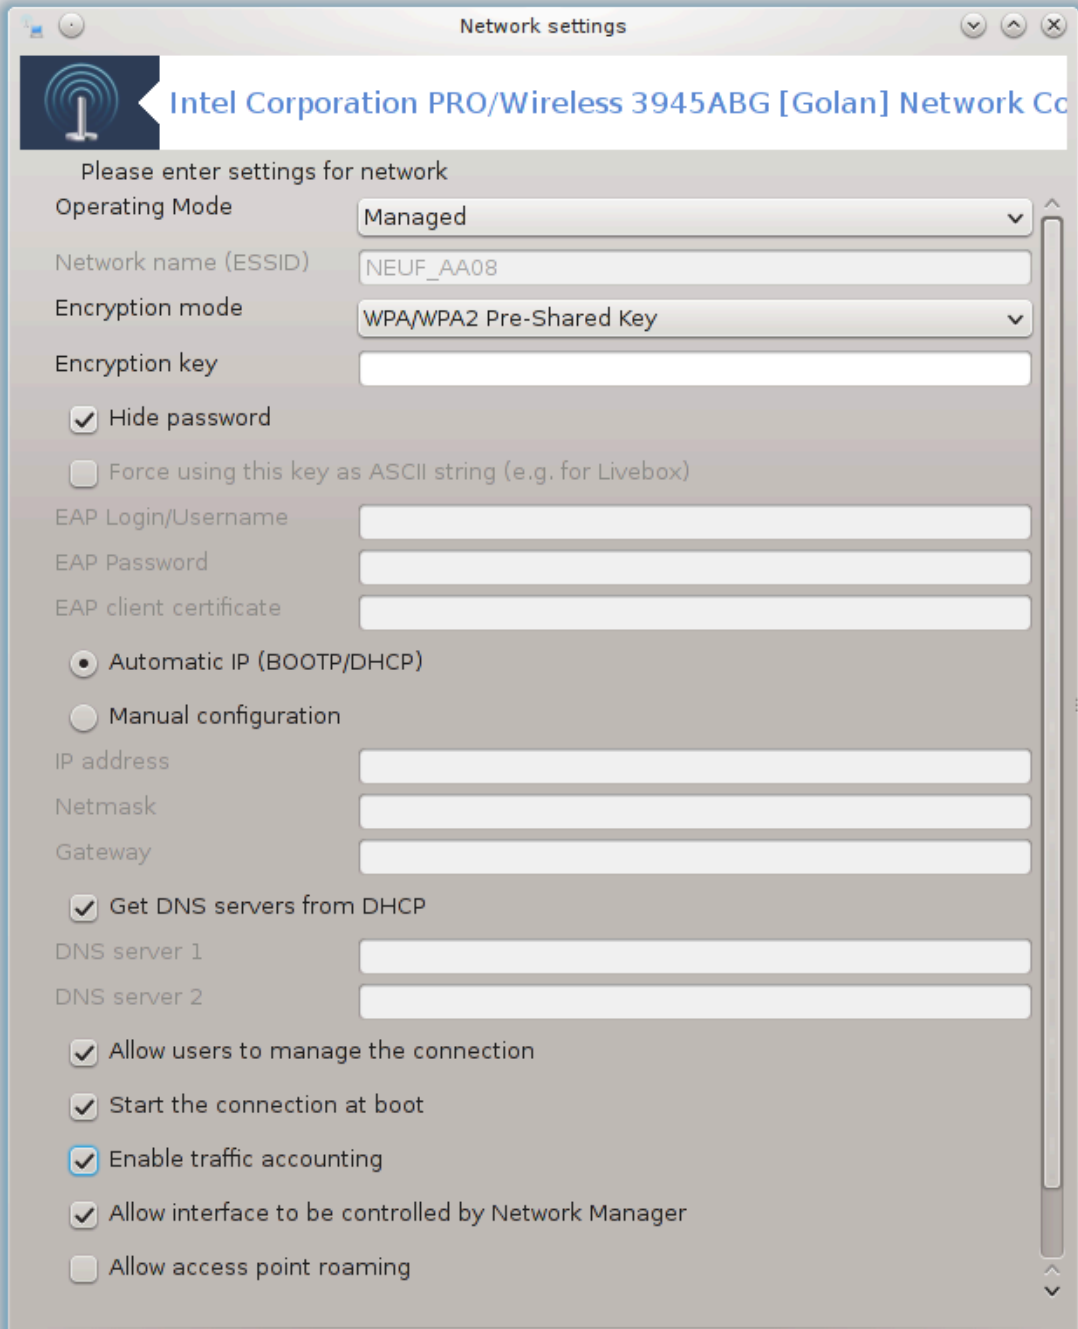 Network settings
Intel Corporation PRO/Wireless 3945ABG [Golan] Network Co
Please enter settings for network
Operating Mode Managed
Network name (ESSID) NEUF_AA08
Encryption mode WPA/WPA2 Pre-Shared Key
Encryption key
Hide password
Force using this key as ASCII string (e.g. for Livebox)
EAP Login/Username
EAP Password
EAP client certificate
Automatic IP (BOOTP/DHCP)
Manual configuration
IP address
Netmask
Gateway
Get DNS servers from DHCP
DNS server 1
DNS server 2
Allow users to manage the connection
Start the connection at boot
Enable traffic accounting
Allow interface to be controlled by Network Manager
Allow access point roaming